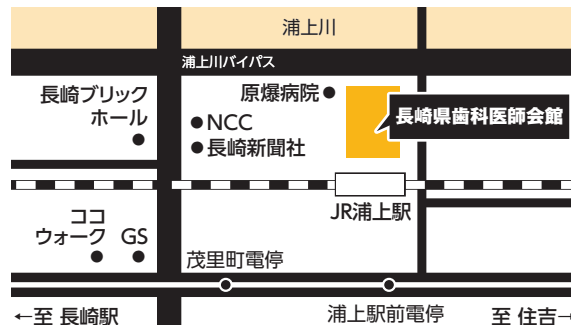 浦上川
浦上川バイパス
長崎ブリック
ホール
原爆病院
長崎県歯科医師会館
NCC
長崎新聞社
JR浦上駅
ココ
ウォーク
GS
茂里町電停
浦上駅前電停
←至 長崎駅
至 住吉→